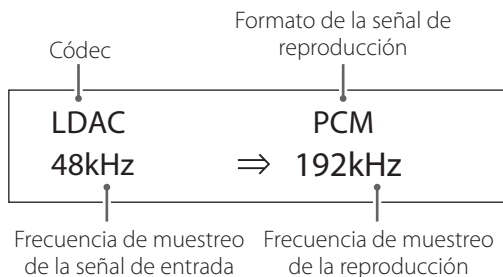 Códec
Formato de la señal de
reproducción
LDAC
PCM
48kHz ⇒ 192kHz
Frecuencia de muestreo
de la señal de entrada
Frecuencia de muestreo
de la reproducción